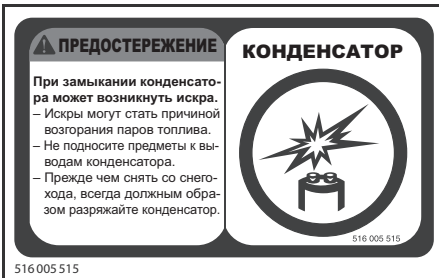 ПРЕДОСТЕРЕЖЕНИЕ
При замыкании конденсато-
ра может возникнуть искра.
– Искры могут стать причиной
возгорания паров топлива.
– Не подносите предметы к вы-
водам конденсатора.
– Прежде чем снять со снего-
хода, всегда должным обра-
зом разряжайте конденсатор.
КОНДЕНСАТОР
516 005 515
516 005 515